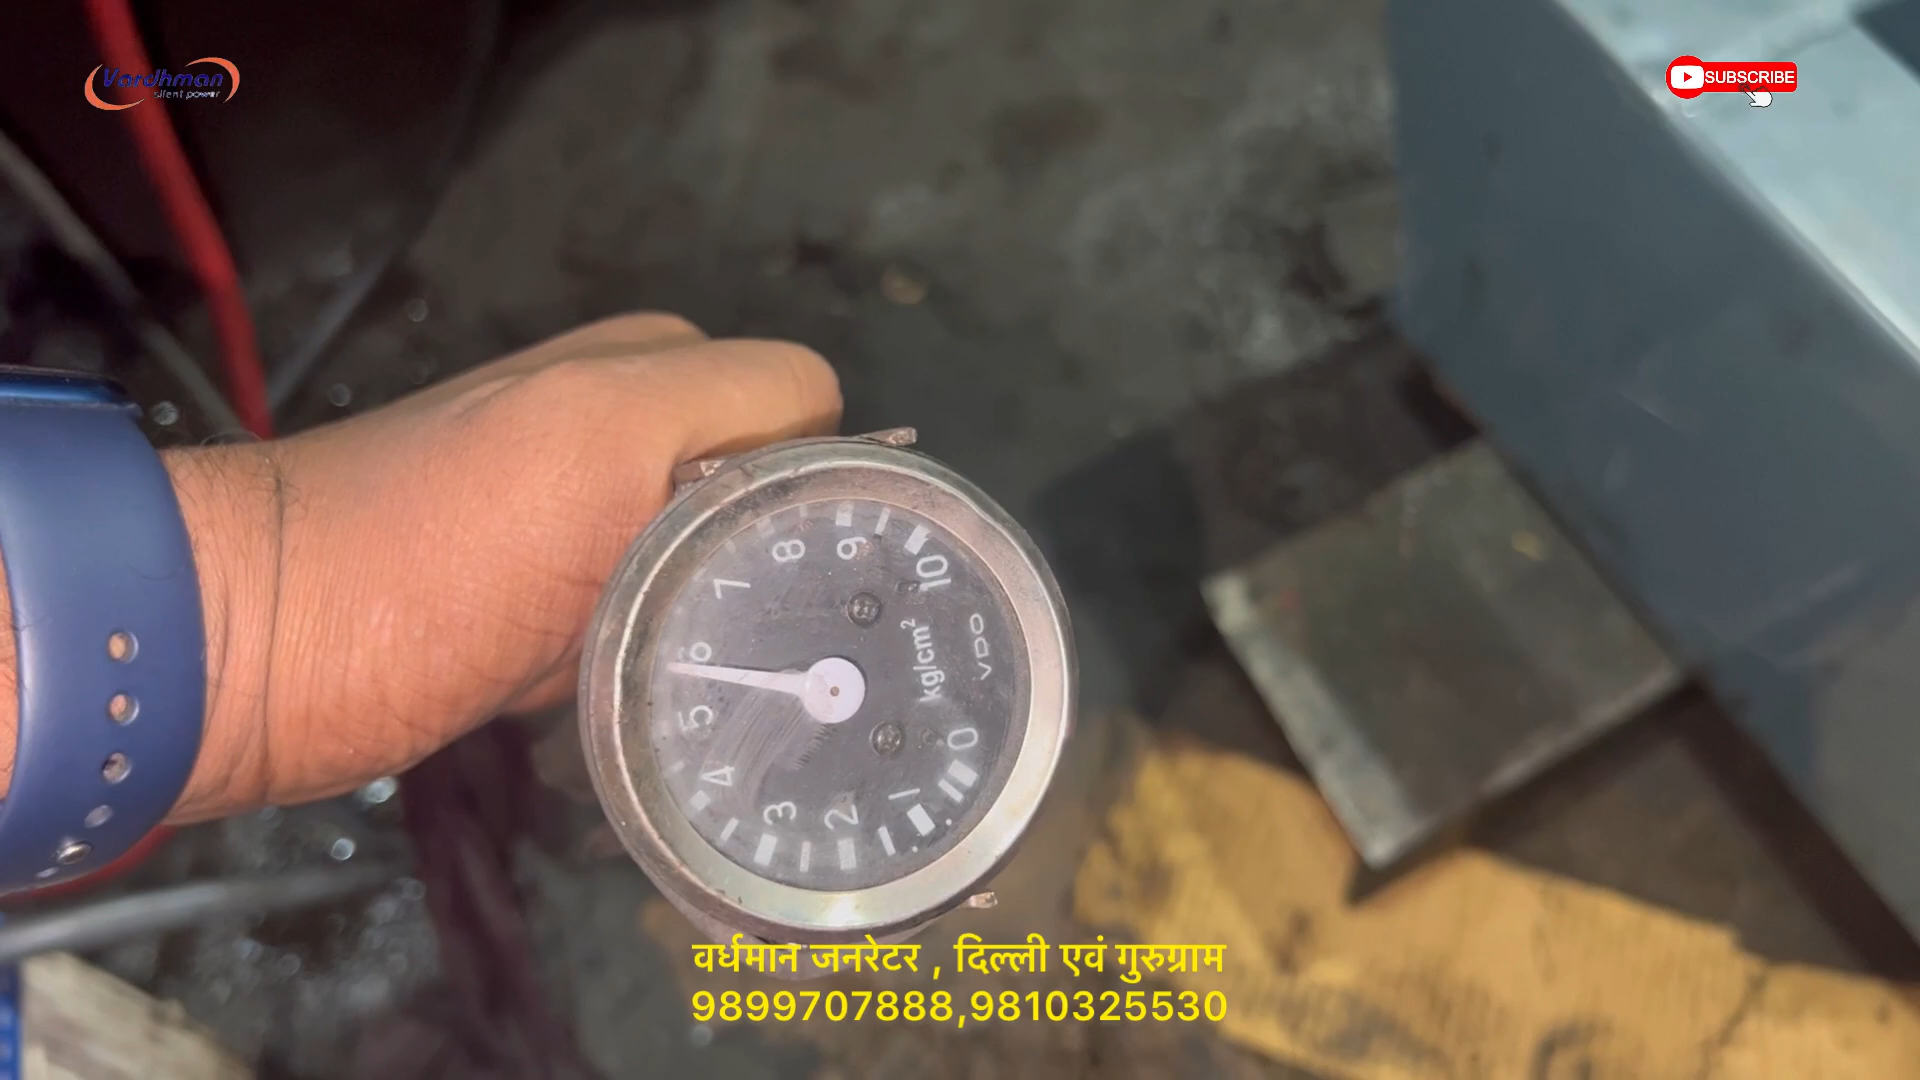 Vardhman
silent power
SUBSCRIBE
10
9
8
7
6
5
4
3
2
1
0
kg/cm²
VDO
वर्धमान जनरेटर , दिल्ली एवं गुरुग्राम
9899707888,9810325530